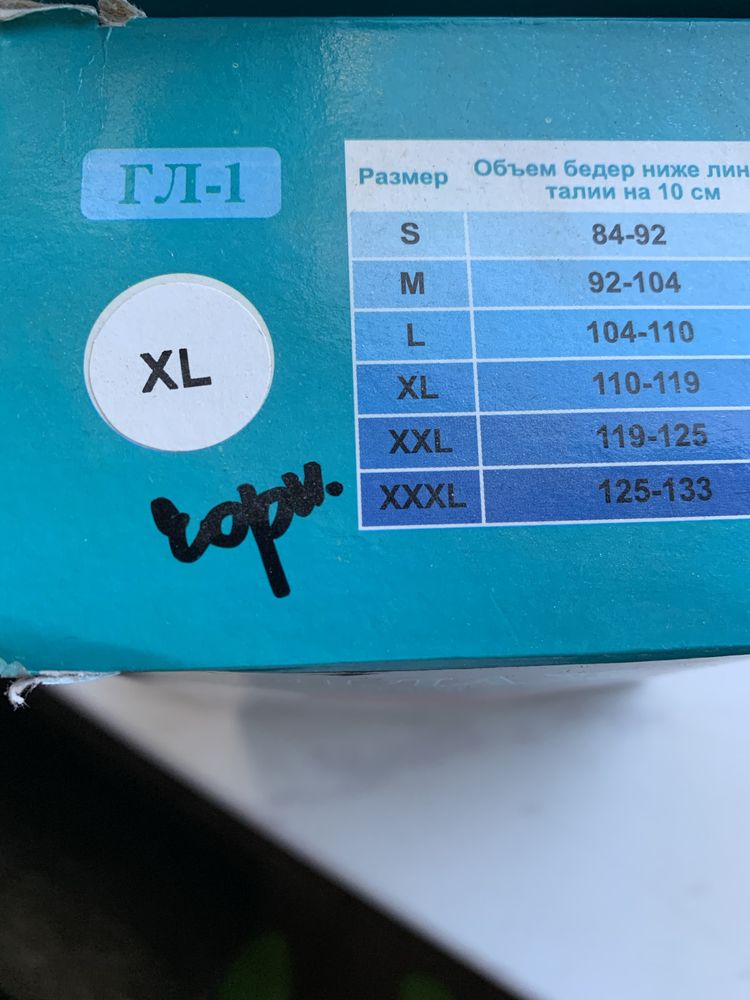 ГЛ-1
XL
чорн.
Размер Объем бедер ниже лин
талии на 10 см
S 84-92
M 92-104
L 104-110
XL 110-119
XXL 119-125
XXXL 125-133